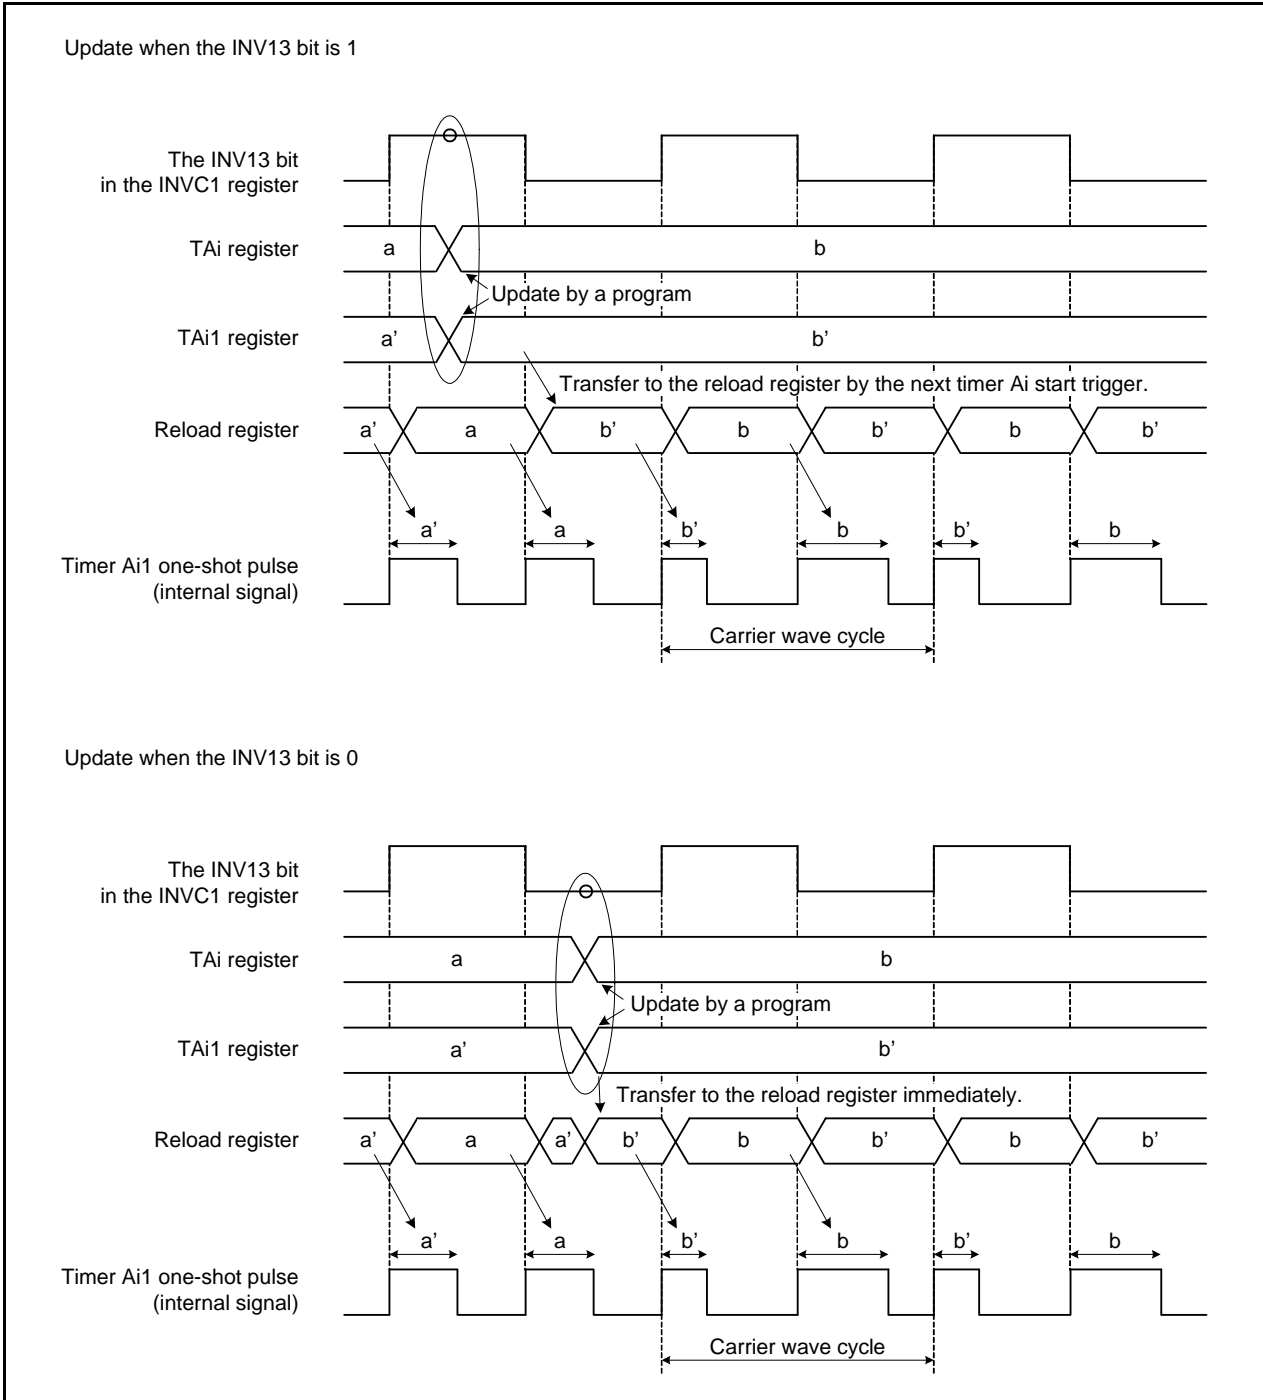 Update when the INV13 bit is 1
The INV13 bit
in the INVC1 register
TAi register
a
b
Update by a program
TAi1 register
a’
b’
Transfer to the reload register by the next timer Ai start trigger.
Reload register
a’
a
b’
b
b’
b
b’
a’
a
b’
b
b’
b
Timer Ai1 one-shot pulse
(internal signal)
Carrier wave cycle
Update when the INV13 bit is 0
The INV13 bit
in the INVC1 register
TAi register
a
b
Update by a program
TAi1 register
a’
b’
Transfer to the reload register immediately.
Reload register
a’
a
a’
b’
b
b’
b
b’
a’
a
b’
b
b’
b
Timer Ai1 one-shot pulse
(internal signal)
Carrier wave cycle